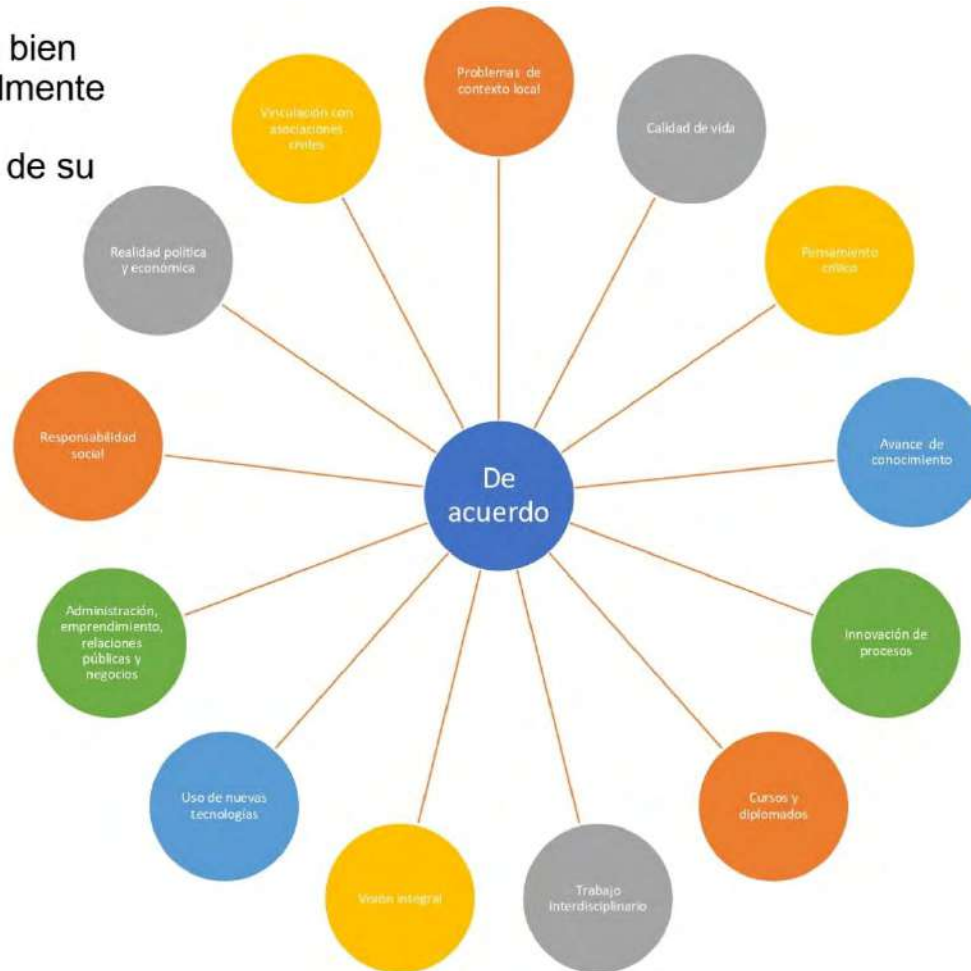 bien
lmente
de su
Problemas de
contexto local
Calidad de vida
Pensamiento
crítico
Avance de
conocimiento
Innovación de
procesos
Cursos y
diplomados
Trabajo
interdisciplinario
Visión integral
Uso de nuevas
tecnologías
Administración,
emprendimiento,
relaciones
públicas y
negocios
Responsabilidad
social
Realidad política
y económica
Vinculación con
asociaciones
civiles
De
acuerdo